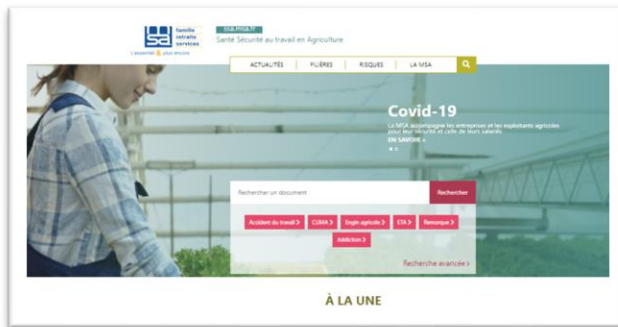 famille
retraite
services
L'essentiel & plus encore
ssa.msa.fr
Santé Sécurité au travail en Agriculture
ACTUALITÉS
FILIÈRES
RISQUES
LA MSA
Covid-19
La MSA accompagne les entreprises et les exploitants agricoles
pour leur sécurité et celle de leurs salariés
EN SAVOIR +
Rechercher un document
Rechercher
Accident du travail >
CUMA >
Engin agricole >
ETA >
Remorque >
Addiction >
Recherche avancée >
À LA UNE